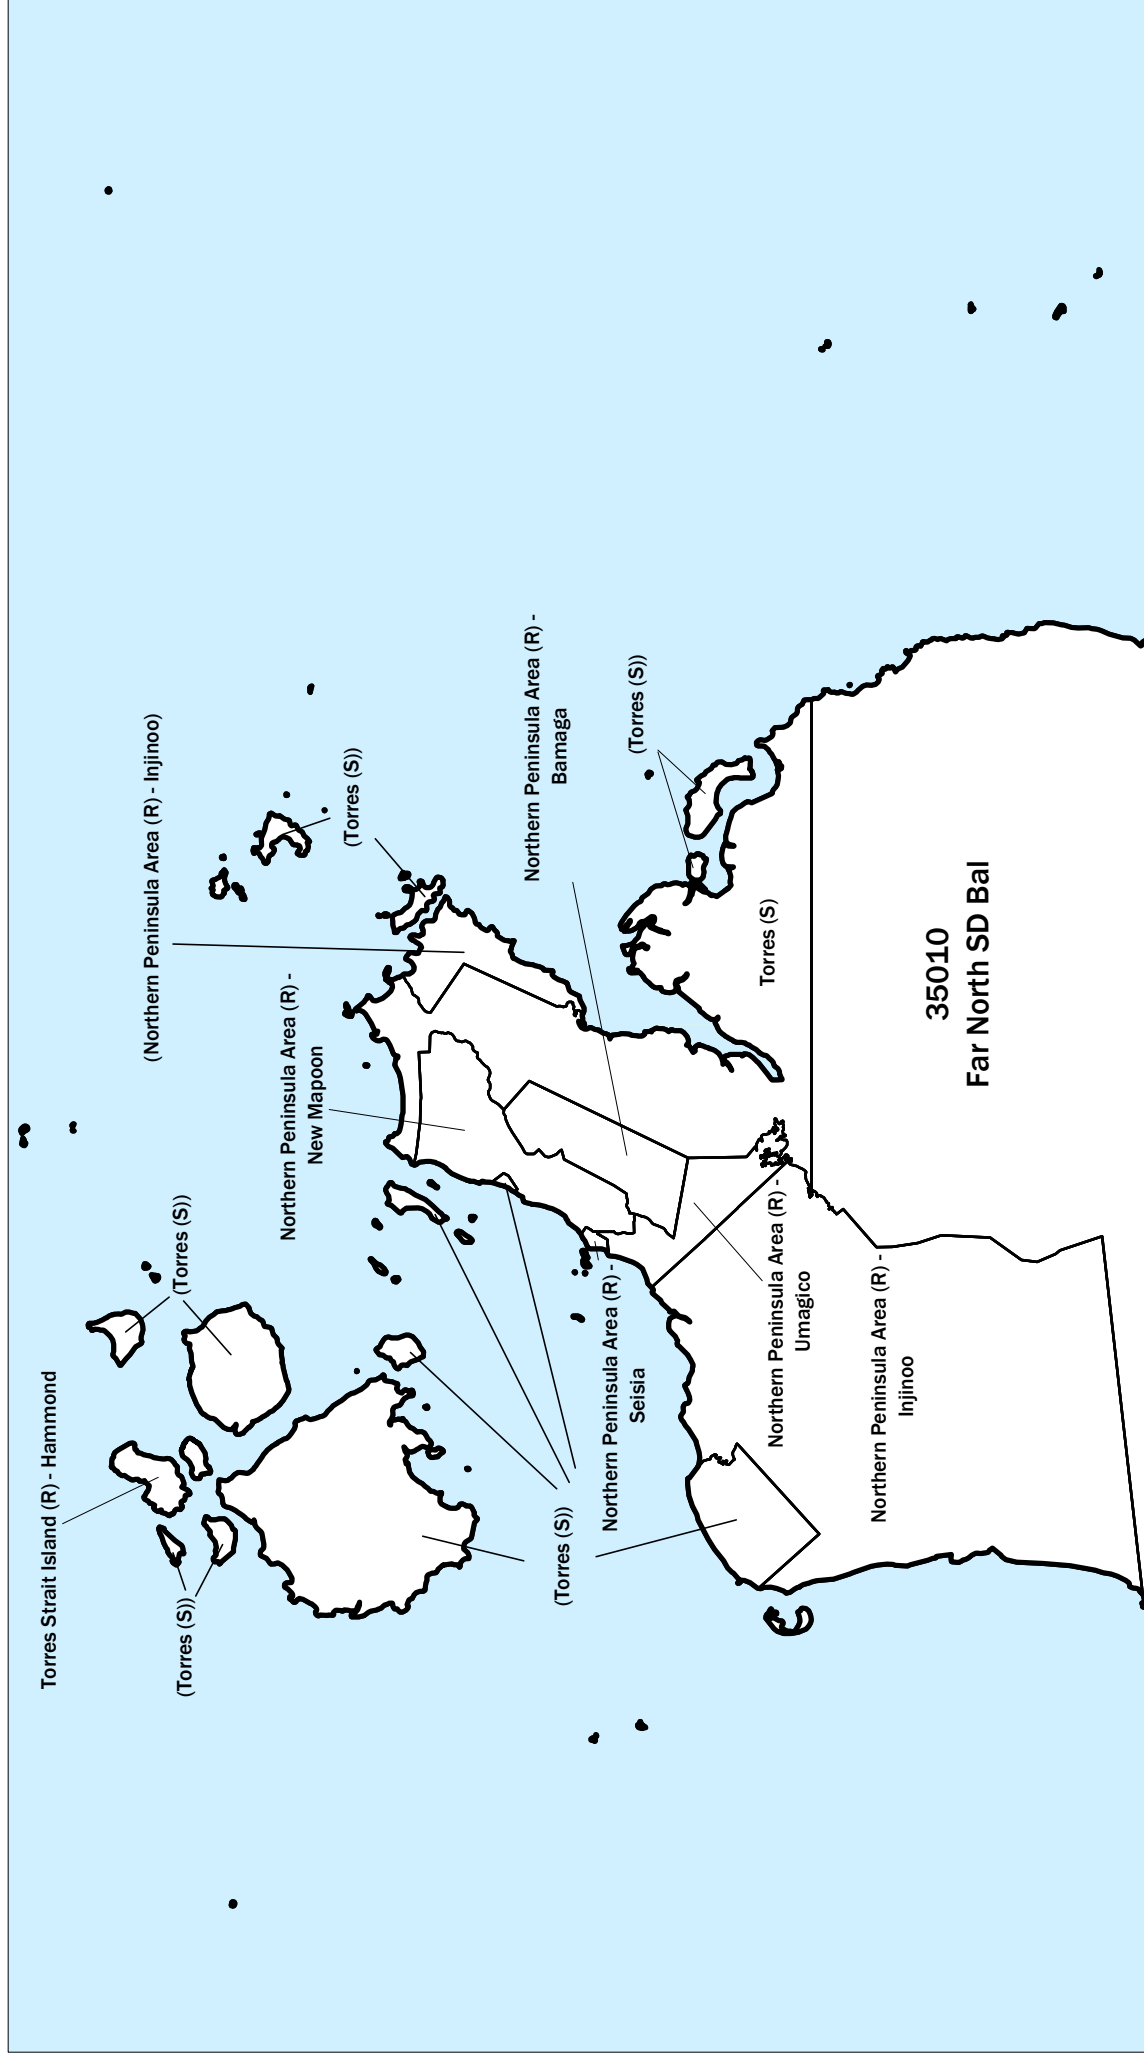 Torres Strait Island (R) - Hammond
(Torres (S))
(Torres (S))
(Northern Peninsula Area (R) - Injinoo)
Northern Peninsula Area (R) -
New Mapoon
(Torres (S))
Northern Peninsula Area (R) -
Bamaga
(Torres (S))
(Torres (S))
Northern Peninsula Area (R) -
Seisia
Torres (S)
Northern Peninsula Area (R) -
Umagico
Northern Peninsula Area (R) -
Injinoo
35010
Far North SD Bal